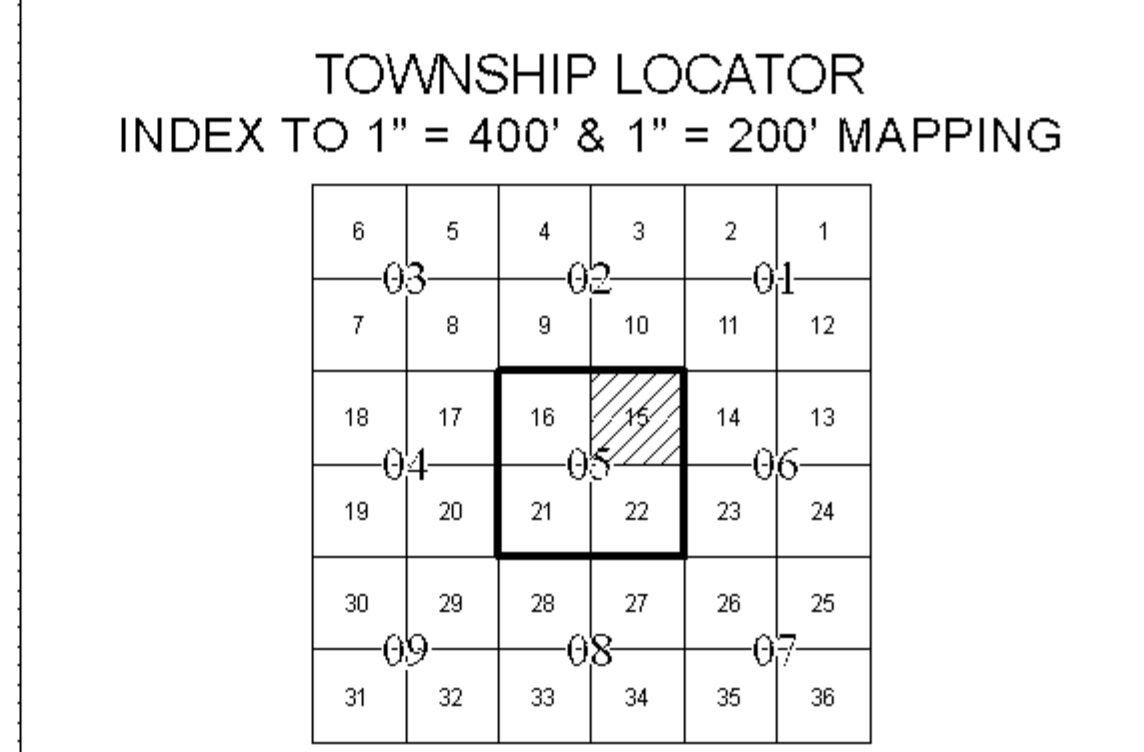 TOWNSHIP LOCATOR
INDEX TO 1" = 400' & 1" = 200' MAPPING
6 5 4 3 2 1
03 02 01
7 8 9 10 11 12
18 17 16 15 14 13
04 05 06
19 20 21 22 23 24
30 29 28 27 26 25
09 08 07
31 32 33 34 35 36